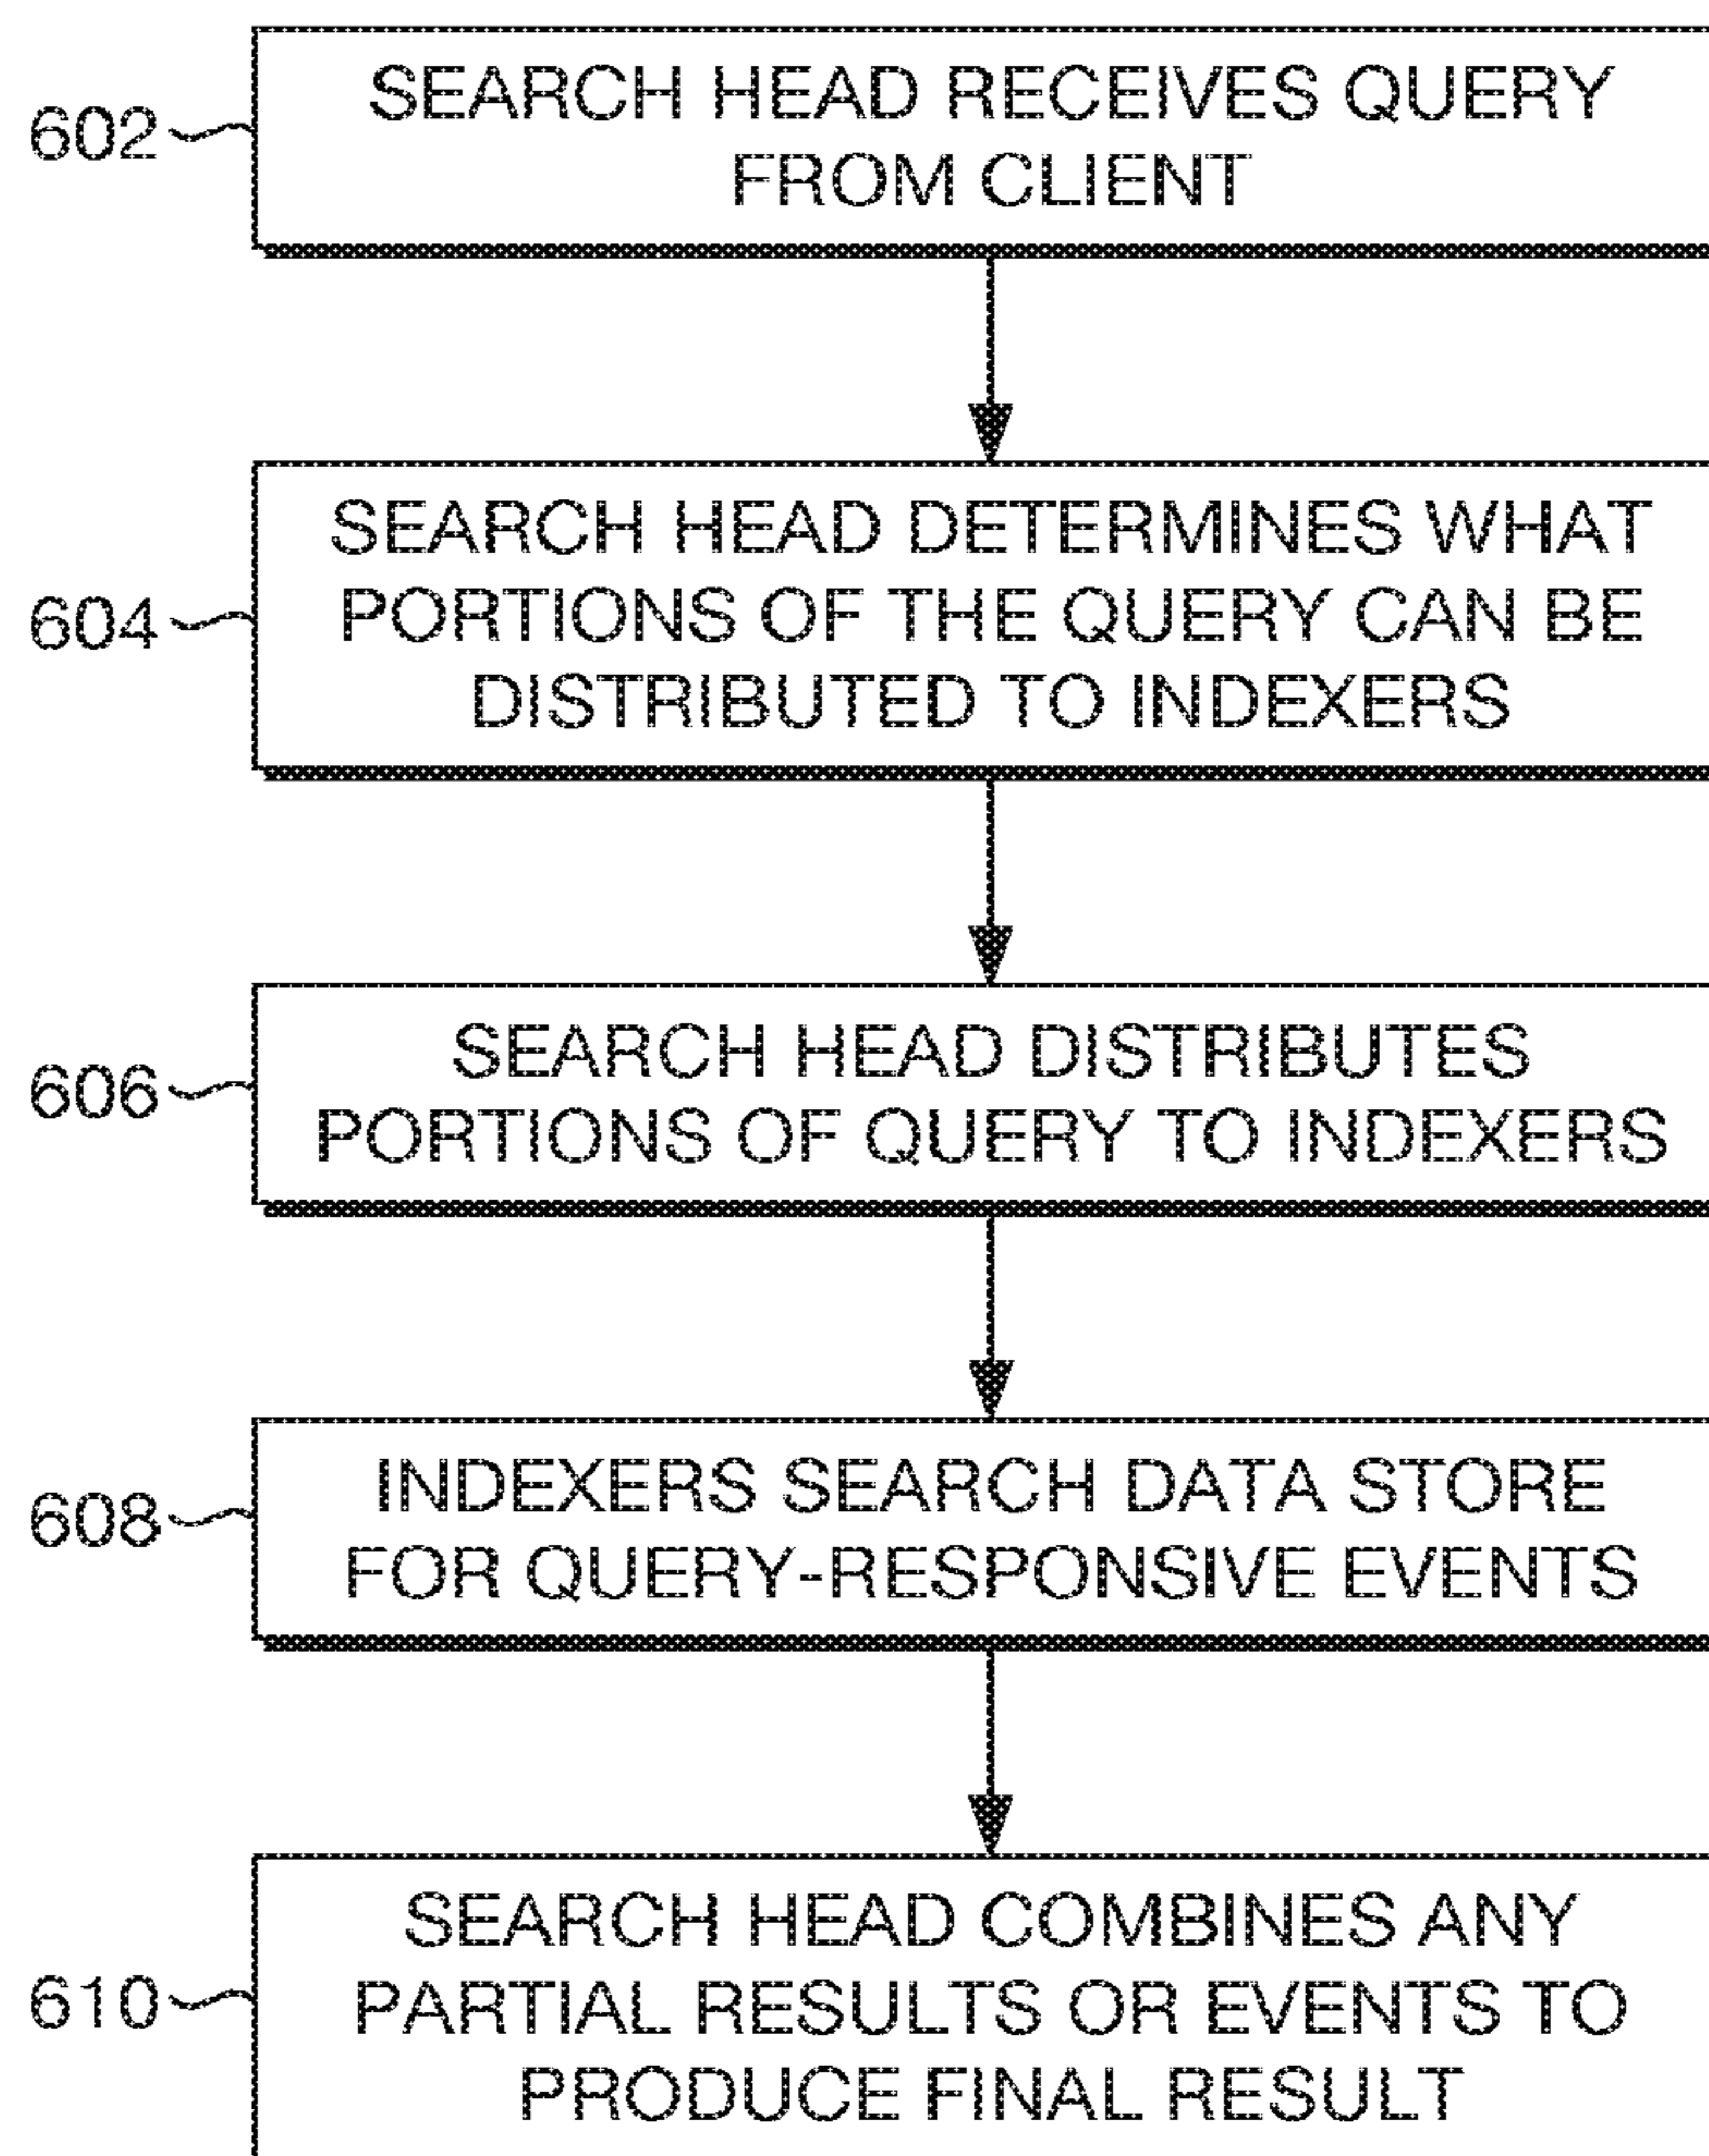 602
SEARCH HEAD RECEIVES QUERY
FROM CLIENT
604
SEARCH HEAD DETERMINES WHAT
PORTIONS OF THE QUERY CAN BE
DISTRIBUTED TO INDEXERS
606
SEARCH HEAD DISTRIBUTES
PORTIONS OF QUERY TO INDEXERS
608
INDEXERS SEARCH DATA STORE
FOR QUERY-RESPONSIVE EVENTS
610
SEARCH HEAD COMBINES ANY
PARTIAL RESULTS OR EVENTS TO
PRODUCE FINAL RESULT